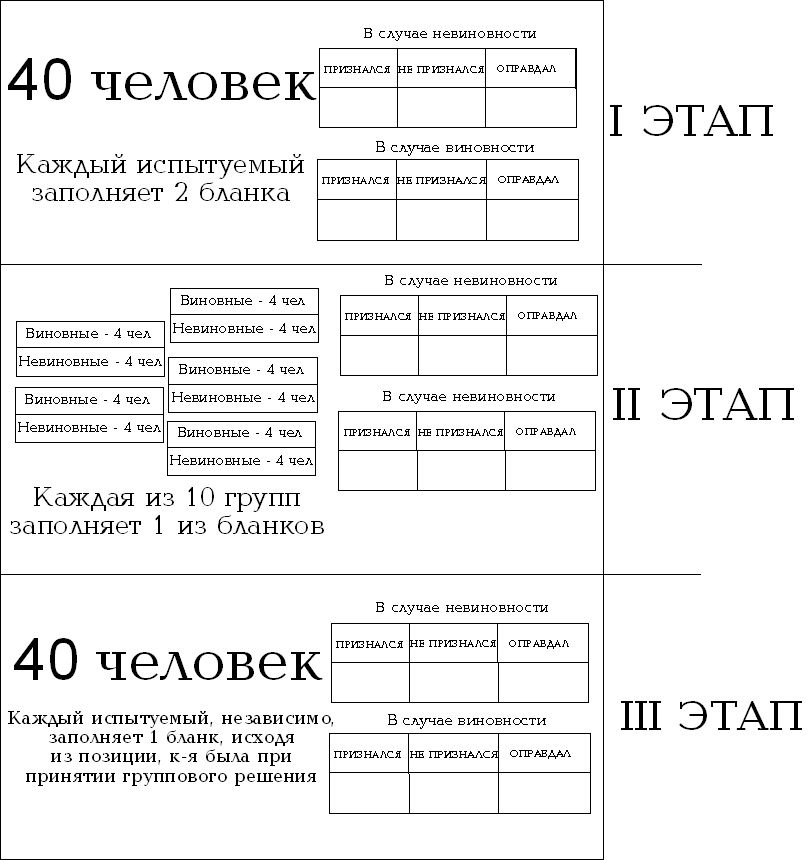 40 человек
Каждый испытуемый
заполняет 2 бланка
В случае невиновности
ПРИЗНАЛСЯ НЕ ПРИЗНАЛСЯ ОПРАВДАЛ
В случае виновности
ПРИЗНАЛСЯ НЕ ПРИЗНАЛСЯ ОПРАВДАЛ
I ЭТАП
Виновные - 4 чел
Невиновные - 4 чел
Виновные - 4 чел
Невиновные - 4 чел
Виновные - 4 чел
Невиновные - 4 чел
Виновные - 4 чел
Невиновные - 4 чел
Виновные - 4 чел
Невиновные - 4 чел
Каждая из 10 групп
заполняет 1 из бланков
В случае невиновности
ПРИЗНАЛСЯ НЕ ПРИЗНАЛСЯ ОПРАВДАЛ
В случае невиновности
ПРИЗНАЛСЯ НЕ ПРИЗНАЛСЯ ОПРАВДАЛ
II ЭТАП
40 человек
Каждый испытуемый, независимо,
заполняет 1 бланк, исходя
из позиции, к-я была при
принятии группового решения
В случае невиновности
ПРИЗНАЛСЯ НЕ ПРИЗНАЛСЯ ОПРАВДАЛ
В случае виновности
ПРИЗНАЛСЯ НЕ ПРИЗНАЛСЯ ОПРАВДАЛ
III ЭТАП